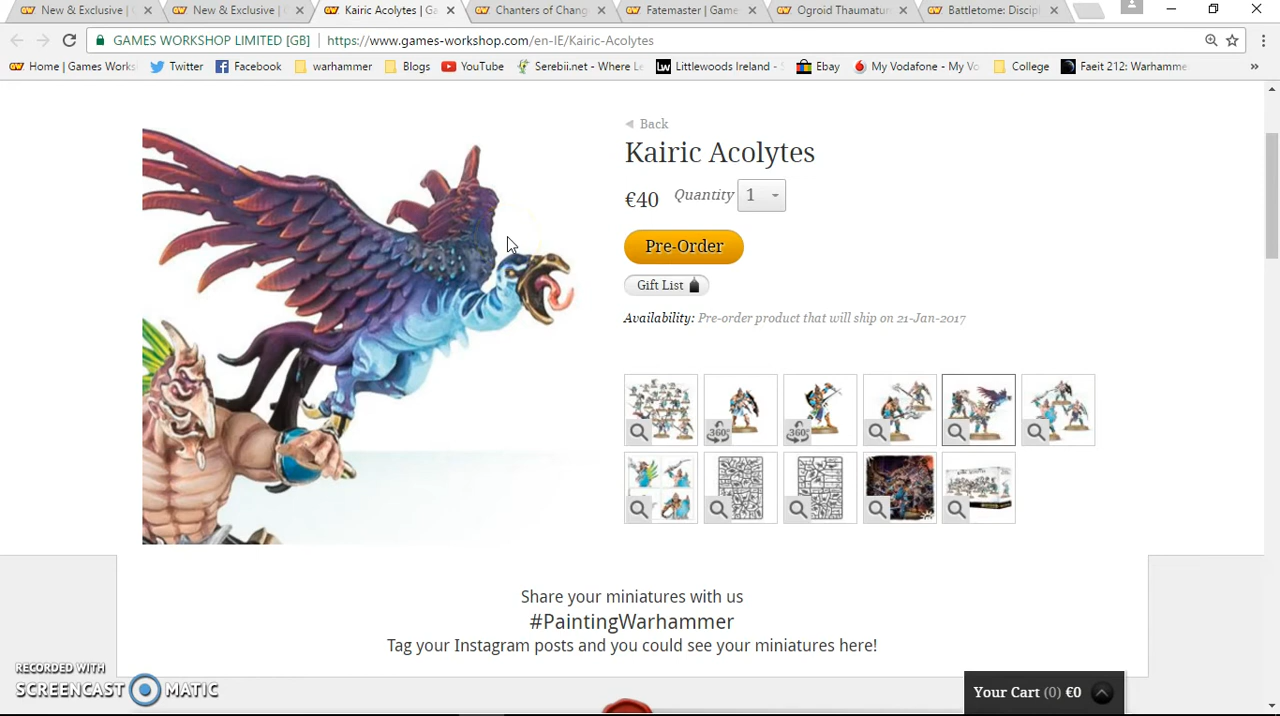 New & Exclusive |
New & Exclusive |
Kairic Acolytes | Ga
Chanters of Chang
Fatemaster | Game
Ogroid Thaumatur
Battletome: Discipl
GAMES WORKSHOP LIMITED [GB]
https://www.games-workshop.com/en-IE/Kairic-Acolytes
Home | Games Works
Twitter
Facebook
warhammer
Blogs
YouTube
Serebii.net - Where Le
Lw
Littlewoods Ireland -
Ebay
My Vodafone - My Vo
College
Faeit 212: Warhamme
»
Back
Kairic Acolytes
€40 Quantity 1
Pre-Order
Gift List
Availability: Pre-order product that will ship on 21-Jan-2017
360°
360°
Share your miniatures with us
#PaintingWarhammer
Tag your Instagram posts and you could see your miniatures here!
RECORDED WITH
SCREENCAST MATIC
Your Cart (0) €0